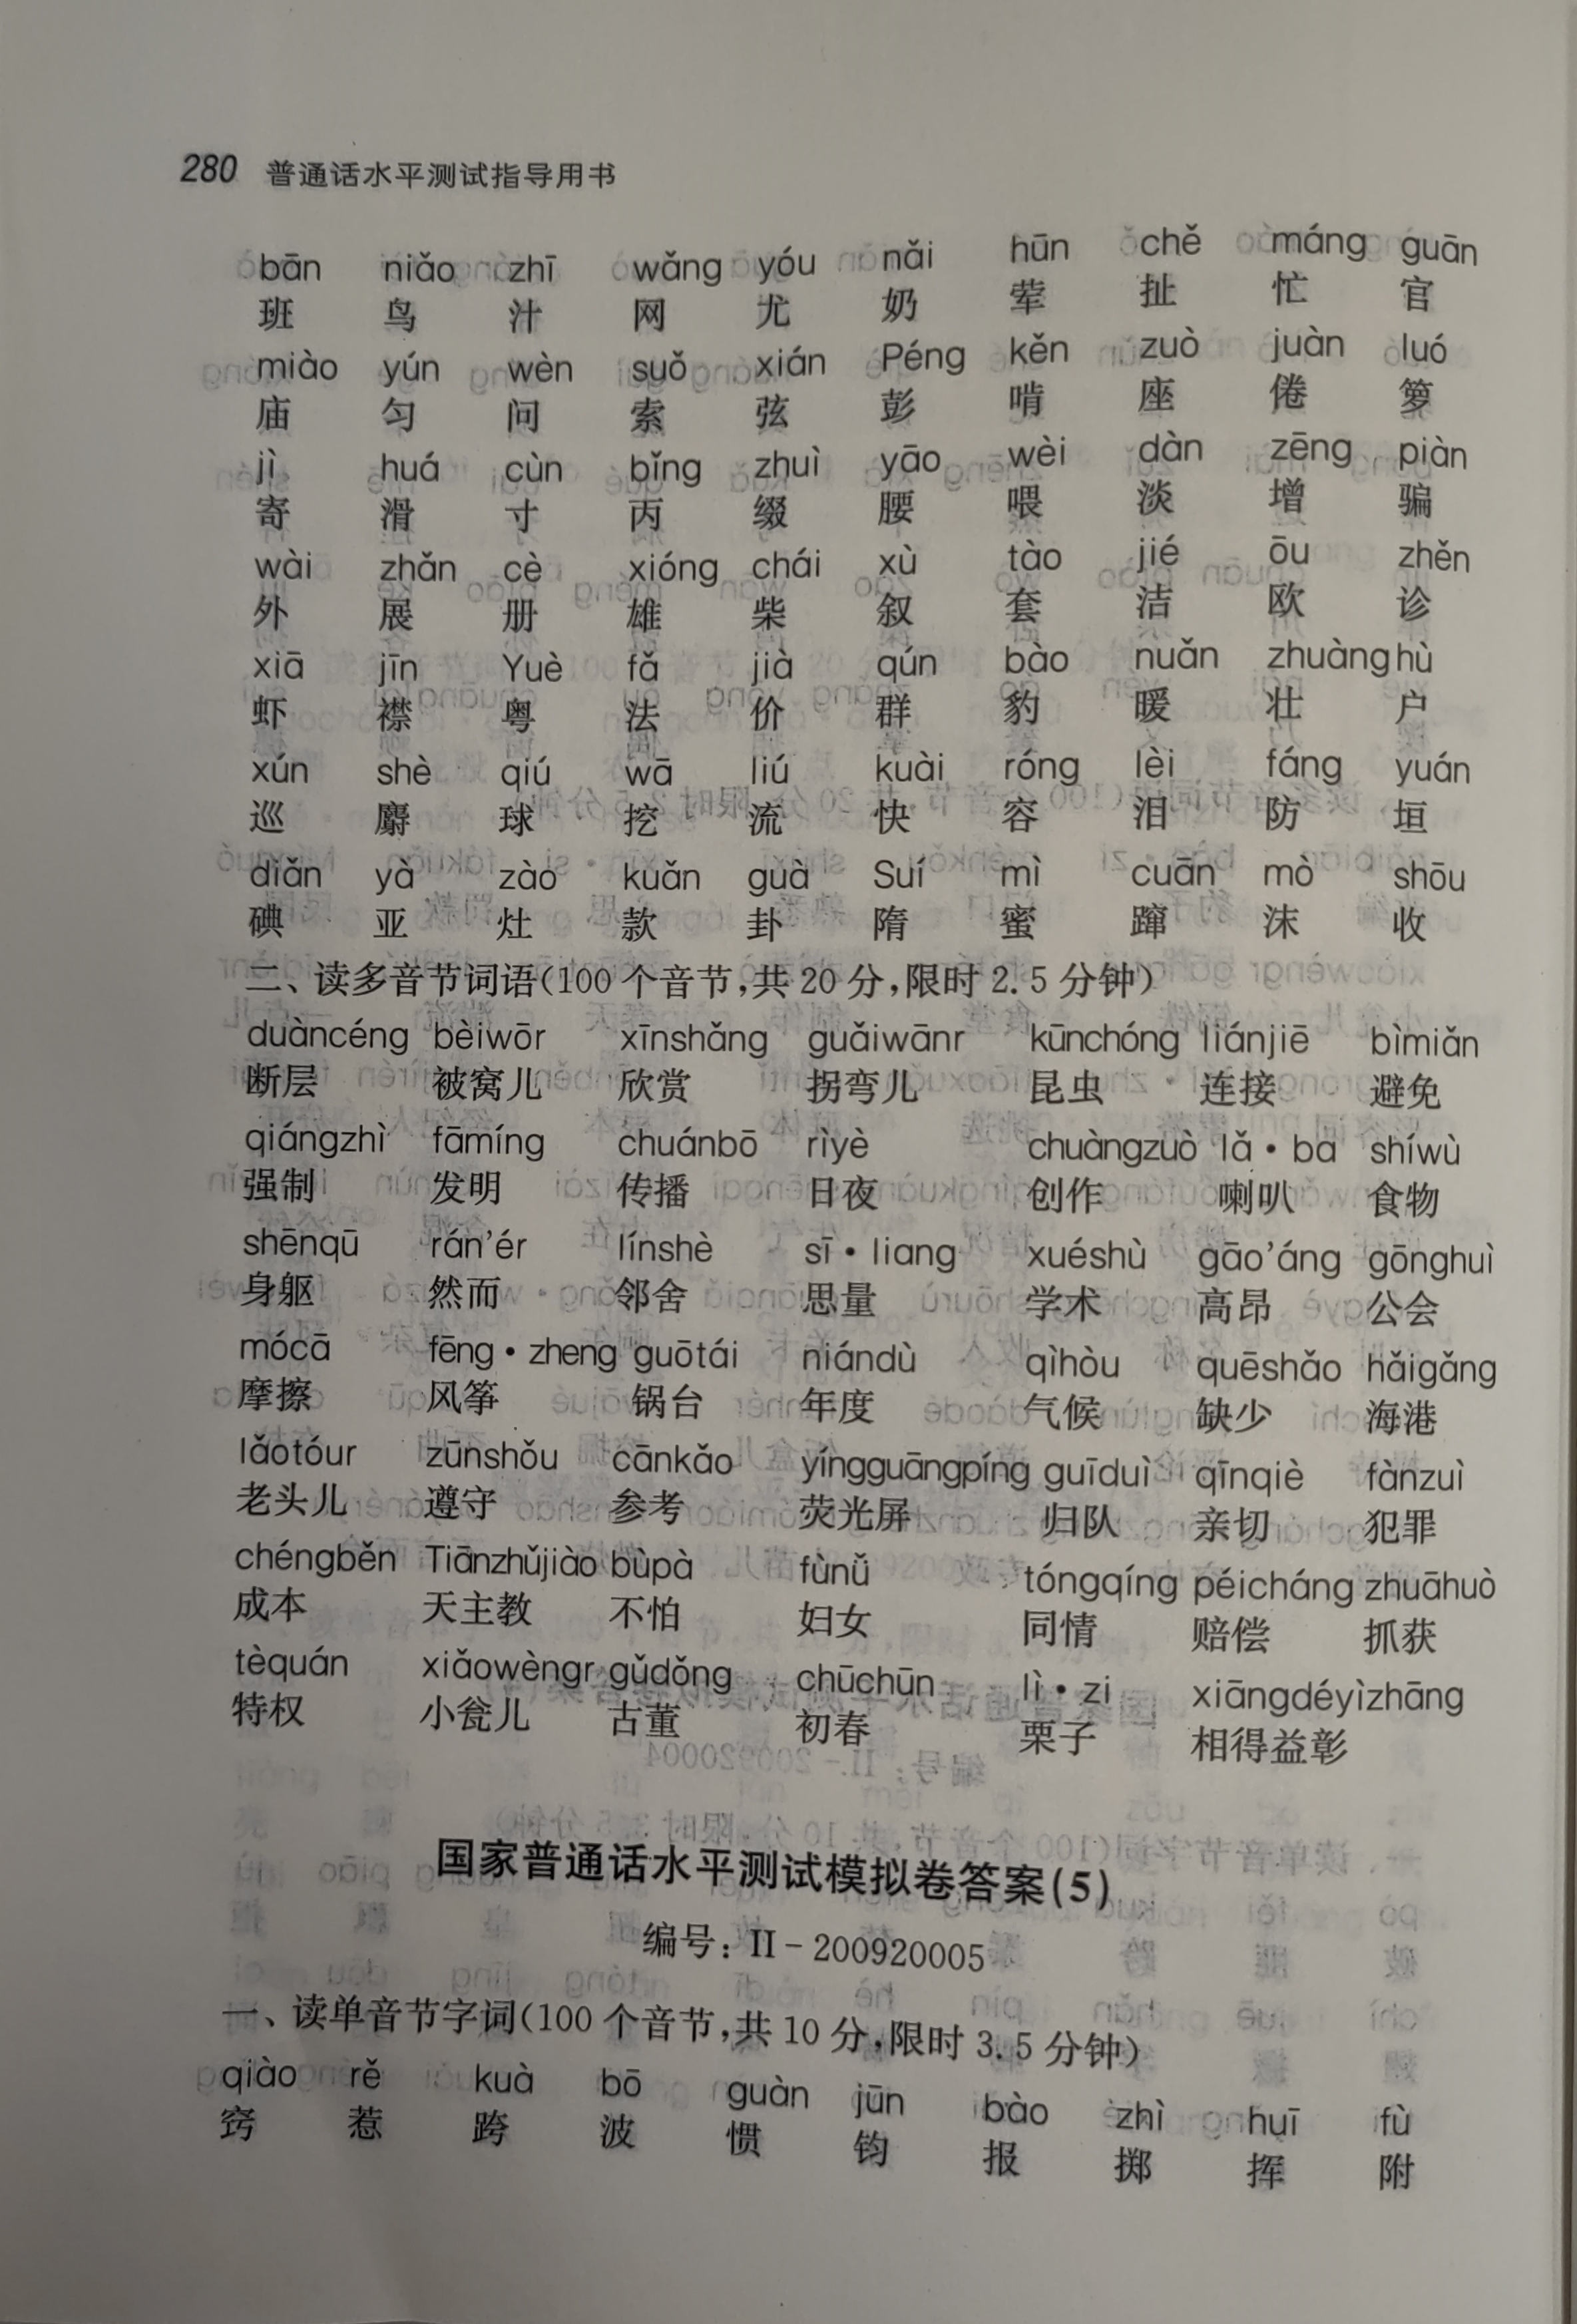 280 普通话水平测试指导用书
bān niǎo zhī wǎng yóu nǎi hūn chě máng guān
班 鸟 汁 网 尤 奶 荤 扯 忙 官
miào yún wèn suǒ xián Péng kěn zuò juàn luó
庙 匀 问 索 弦 彭 啃 座 倦 箩
jì huá cùn bǐng zhuì yāo wèi dàn zēng piàn
寄 滑 寸 丙 缀 腰 喂 淡 增 骗
wài zhǎn cè xióng chái xù tào jié ōu zhěn
外 展 册 雄 柴 叙 套 洁 欧 诊
xiā jīn Yuè fǎ jià qún bào nuǎn zhuàng hù
虾 襟 粤 法 价 群 豹 暖 壮 户
xún shè qiú wā liú kuài róng lèi fáng yuán
巡 麝 球 挖 流 快 容 泪 防 垣
diǎn yà zào kuǎn guà Suí mì cuān mò shōu
碘 亚 灶 款 卦 隋 蜜 蹿 沫 收
二、读多音节词语(100个音节,共20分,限时2.5分钟)
duàncéng bèiwōr xīnshǎng guǎiwānr kūnchóng liánjiē bìmiǎn
断层 被窝儿 欣赏 拐弯儿 昆虫 连接 避免
qiángzhì fāmíng chuánbō rìyè chuàngzuò lǎ·ba shíwù
强制 发明 传播 日夜 创作 喇叭 食物
shēnqū rán'ér línshè sī·liang xuéshù gāo'áng gōnghuì
身躯 然而 邻舍 思量 学术 高昂 公会
mócā fēng·zheng guōtái niándù qìhòu quēshǎo hǎigǎng
摩擦 风筝 锅台 年度 气候 缺少 海港
lǎotóur zūnshǒu cānkǎo yíngguāngpíng guīduì qīnqiè fànzuì
老头儿 遵守 参考 荧光屏 归队 亲切 犯罪
chéngběn Tiānzhǔjiào bùpà fùnǚ tóngqíng péicháng zhuāhuò
成本 天主教 不怕 妇女 同情 赔偿 抓获
tèquán xiǎowèngr gǔdǒng chūchūn lì·zi xiāngdéyìzhāng
特权 小瓮儿 古董 初春 栗子 相得益彰
国家普通话水平测试模拟卷答案(5)
编号：II－200920005
一、读单音节字词(100个音节,共10分,限时3.5分钟)
qiào rě kuà bō guàn jūn bào zhì huī fù
窍 惹 跨 波 惯 钧 报 掷 挥 附